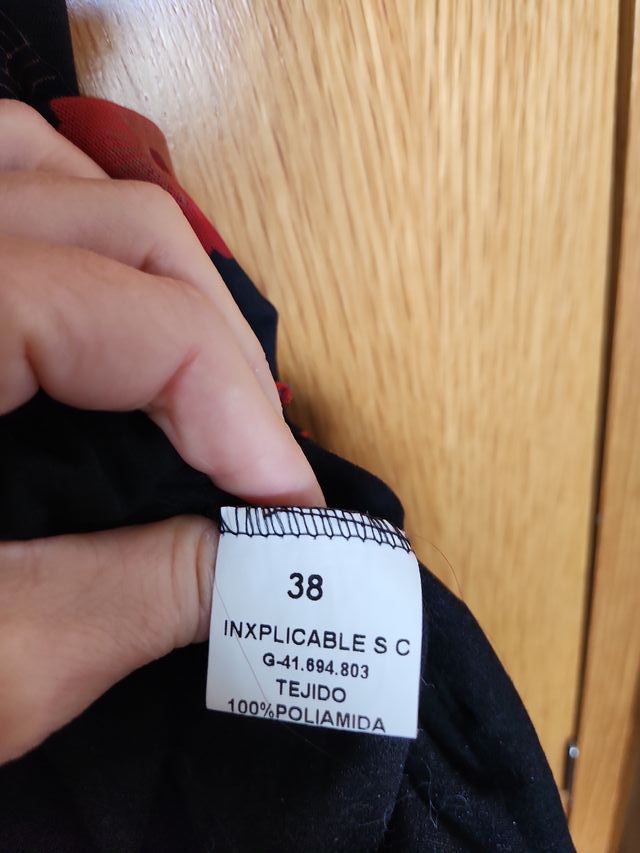 38
INXPLICABLE S C
G-41.694.803
TEJIDO
100%POLIAMIDA